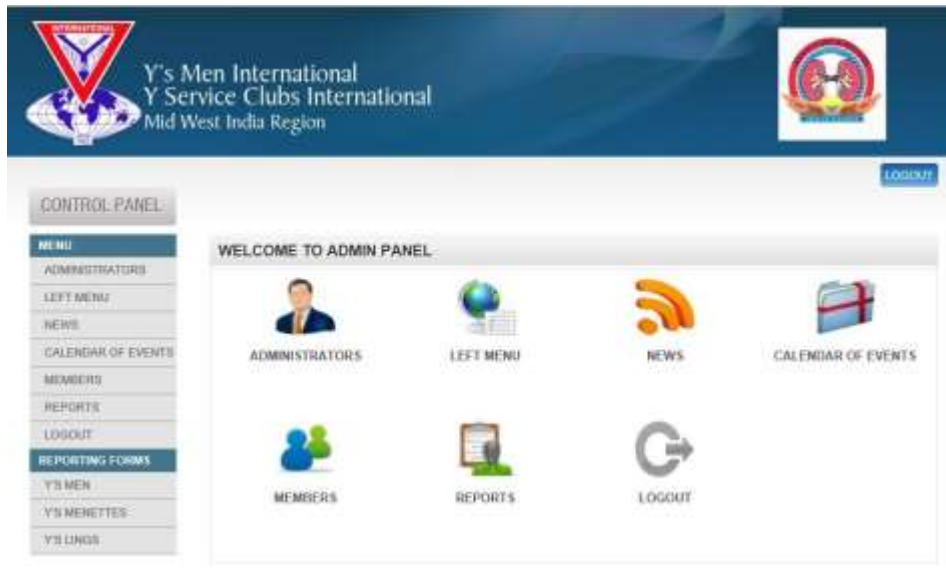 INTERNATIONAL
Y's Men International
Y Service Clubs International
Mid West India Region
LOGOUT
CONTROL PANEL
MENU
ADMINISTRATORS
LEFT MENU
NEWS
CALENDAR OF EVENTS
MEMBERS
REPORTS
LOGOUT
REPORTING FORMS
Y'S MEN
Y'S MENETTES
Y'S LINGS
WELCOME TO ADMIN PANEL
ADMINISTRATORS
LEFT MENU
NEWS
CALENDAR OF EVENTS
MEMBERS
REPORTS
LOGOUT